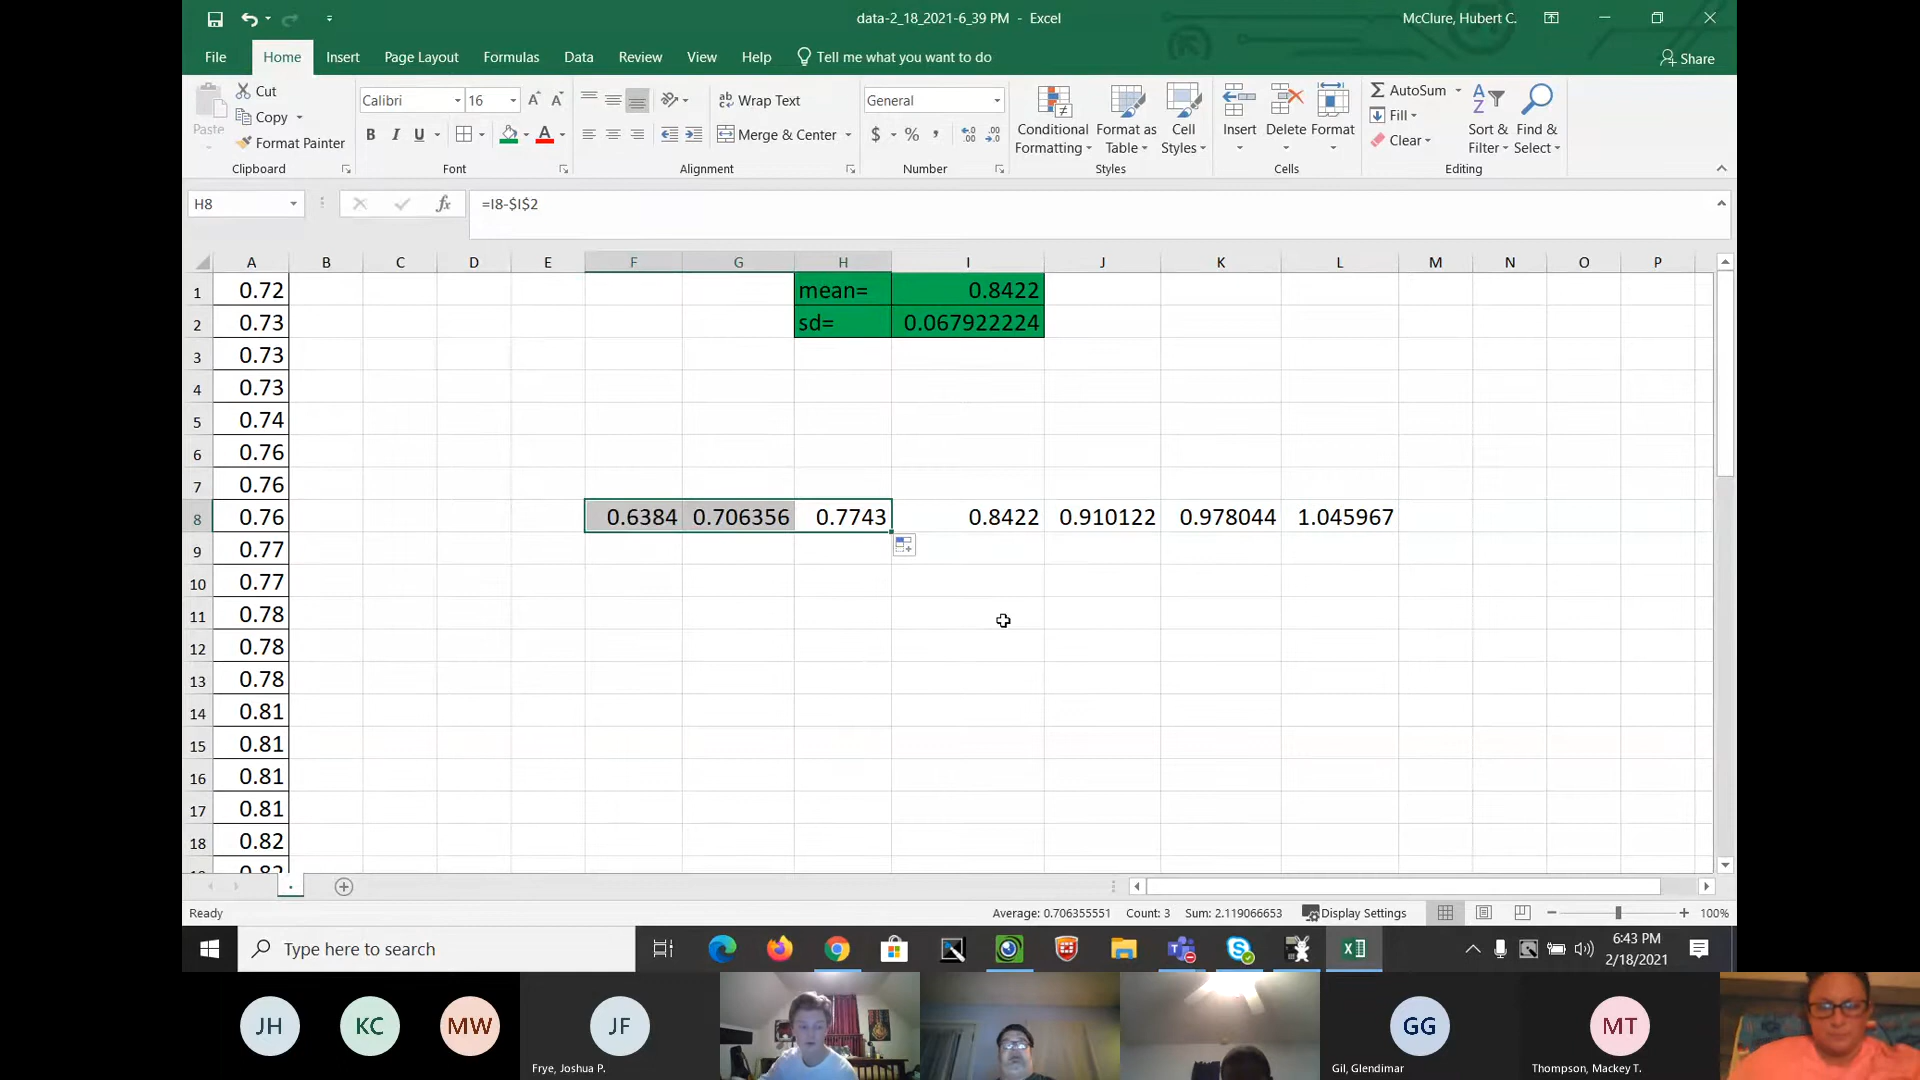 data-2_18_2021-6_39 PM - Excel
McClure, Hubert C.
File Home Insert Page Layout Formulas Data Review View Help Tell me what you want to do
Share
Paste
Cut
Copy
Format Painter
Clipboard
Calibri 16 A A
B I U A
Font
ab Wrap Text
Merge & Center
Alignment
General
$ % ,
Number
Conditional Formatting
Format as Table
Cell Styles
Styles
Insert Delete Format
Cells
AutoSum
Fill
Clear
Sort & Filter
Find & Select
Editing
H8 fx =I8-$I$2
A B C D E F G H I J K L M N O P
1 0.72 mean= 0.8422
2 0.73 sd= 0.067922224
3 0.73
4 0.73
5 0.74
6 0.76
7 0.76
8 0.76 0.6384 0.706356 0.7743 0.8422 0.910122 0.978044 1.045967
9 0.77
10 0.77
11 0.78
12 0.78
13 0.78
14 0.81
15 0.81
16 0.81
17 0.81
18 0.82
Ready
Average: 0.706355551 Count: 3 Sum: 2.119066653 Display Settings 100%
Type here to search
6:43 PM
2/18/2021
JH KC MW JF GG MT
Frye, Joshua P.
Gil, Glendimar
Thompson, Mackey T.